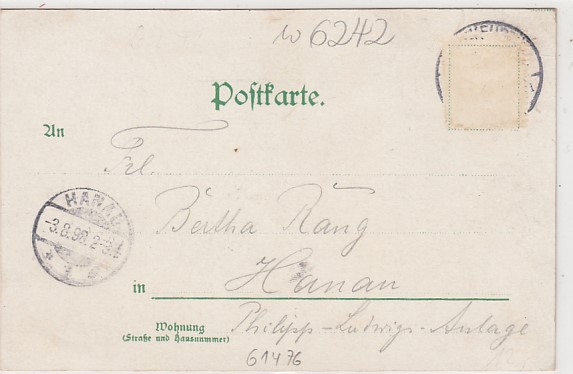 w 6242
Postkarte.
An
Frl.
Bertha Rang
HANAU
-3.8.98. 2-3
in Hanau
Wohnung
(Straße und Hausnummer)
Philipp-Ludwigs-Anlage
61476